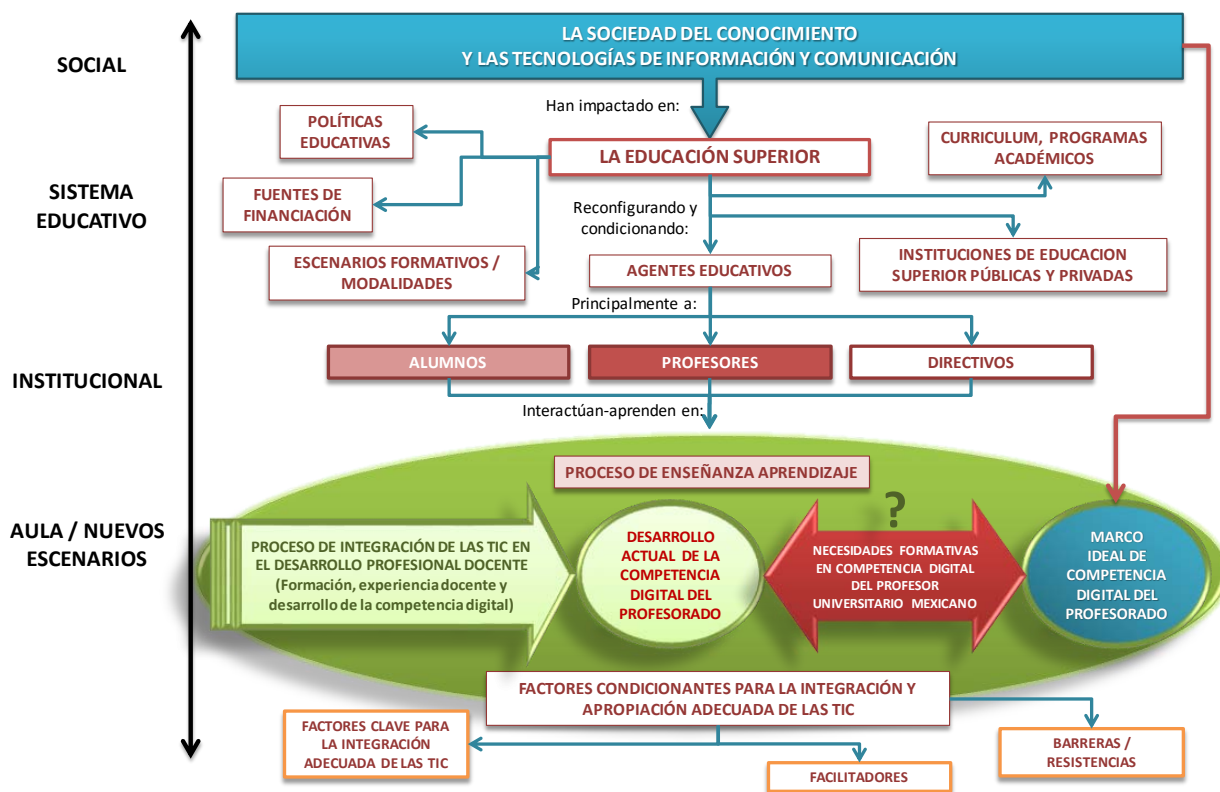 LA SOCIEDAD DEL CONOCIMIENTO
Y LAS TECNOLOGÍAS DE INFORMACIÓN Y COMUNICACIÓN
SOCIAL
Han impactado en:
POLÍTICAS
EDUCATIVAS
LA EDUCACIÓN SUPERIOR
CURRICULUM, PROGRAMAS
ACADÉMICOS
SISTEMA
EDUCATIVO
FUENTES DE
FINANCIACIÓN
Reconfigurando y
condicionando:
ESCENARIOS FORMATIVOS /
MODALIDADES
AGENTES EDUCATIVOS
INSTITUCIONES DE EDUCACION
SUPERIOR PÚBLICAS Y PRIVADAS
Principalmente a:
INSTITUCIONAL
ALUMNOS
PROFESORES
DIRECTIVOS
Interactúan-aprenden en:
PROCESO DE ENSEÑANZA APRENDIZAJE
AULA / NUEVOS
ESCENARIOS
PROCESO DE INTEGRACIÓN DE LAS TIC EN
EL DESARROLLO PROFESIONAL DOCENTE
(Formación, experiencia docente y
desarrollo de la competencia digital)
DESARROLLO
ACTUAL DE LA
COMPETENCIA
DIGITAL DEL
PROFESORADO
?
NECESIDADES FORMATIVAS
EN COMPETENCIA DIGITAL
DEL PROFESOR
UNIVERSITARIO MEXICANO
MARCO
IDEAL DE
COMPETENCIA
DIGITAL DEL
PROFESORADO
FACTORES CONDICIONANTES PARA LA INTEGRACIÓN Y
APROPIACIÓN ADECUADA DE LAS TIC
FACTORES CLAVE PARA
LA INTEGRACIÓN
ADECUADA DE LAS TIC
FACILITADORES
BARRERAS /
RESISTENCIAS